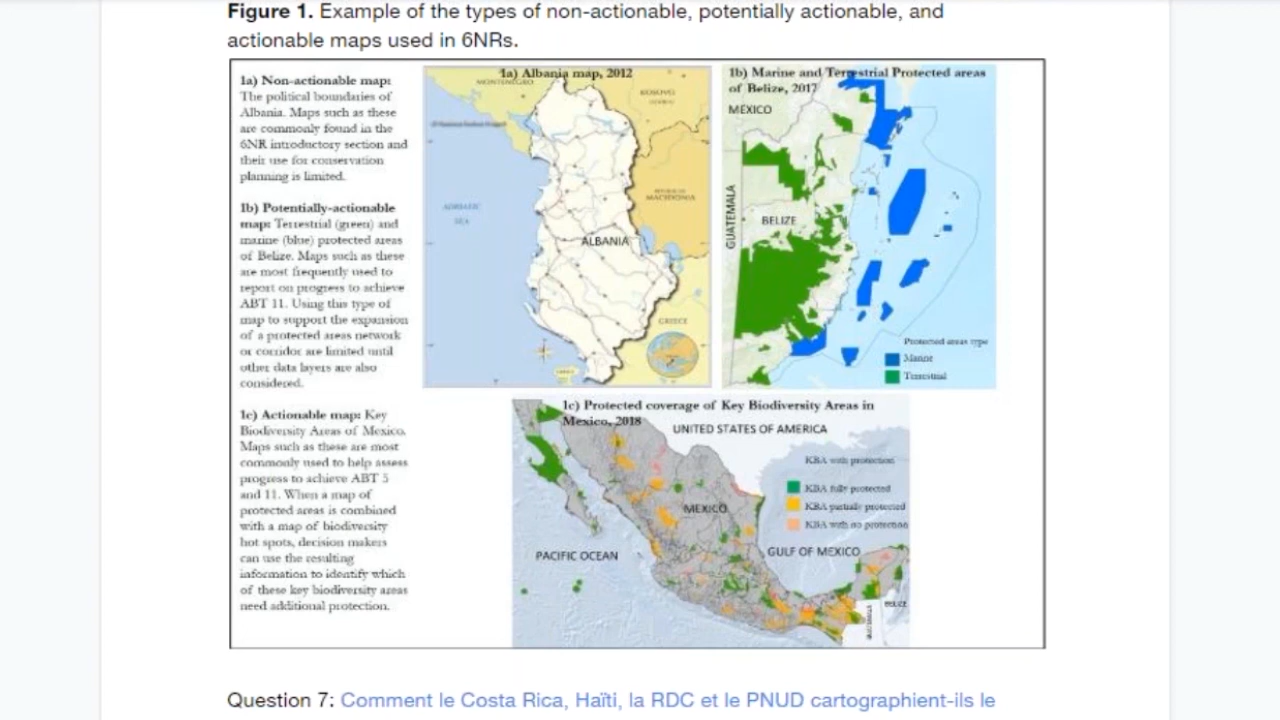 Figure 1. Example of the types of non-actionable, potentially actionable, and
actionable maps used in 6NRs.
1a) Non-actionable map:
The political boundaries of
Albania. Maps such as these
are commonly found in the
6NR introductory section and
their use for conservation
planning is limited.
1b) Potentially-actionable
map: Terrestrial (green) and
marine (blue) protected areas
of Belize. Maps such as these
are most frequently used to
report on progress to achieve
ABT 11. Using this type of
map to support the expansion
of a protected areas network
or corridor are limited until
other data layers are also
considered.
1c) Actionable map: Key
Biodiversity Areas of Mexico.
Maps such as these are most
commonly used to help assess
progress to achieve ABT 5
and 11. When a map of
protected areas is combined
with a map of biodiversity
hot spots, decision makers
can use the resulting
information to identify which
of these key biodiversity areas
need additional protection.
1a) Albania map, 2012
MONTENEGRO
KOSOVO
ADRIATIC
SEA
MACEDONIA
ALBANIA
GREECE
1b) Marine and Terrestrial Protected areas
of Belize, 2017
MEXICO
GUATEMALA
BELIZE
Protected areas type
Marine
Terrestrial
1c) Protected coverage of Key Biodiversity Areas in
Mexico, 2018
UNITED STATES OF AMERICA
KBA with protection
KBA fully protected
KBA partially protected
KBA with no protection
MEXICO
PACIFIC OCEAN
GULF OF MEXICO
BELIZE
GUATEMALA
Question 7: Comment le Costa Rica, Haïti, la RDC et le PNUD cartographient-ils le